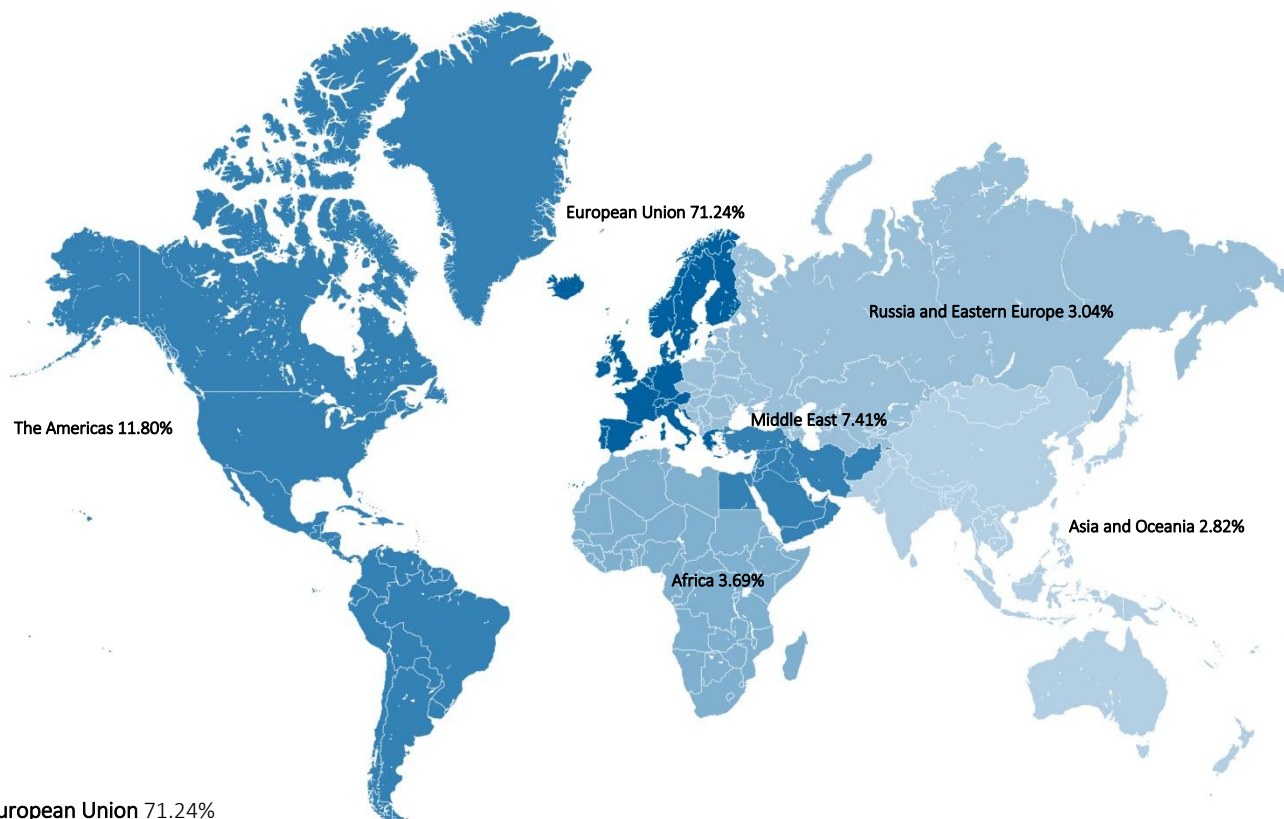 European Union 71.24%
Russia and Eastern Europe 3.04%
Middle East 7.41%
The Americas 11.80%
Asia and Oceania 2.82%
Africa 3.69%
uropean Union 71.24%